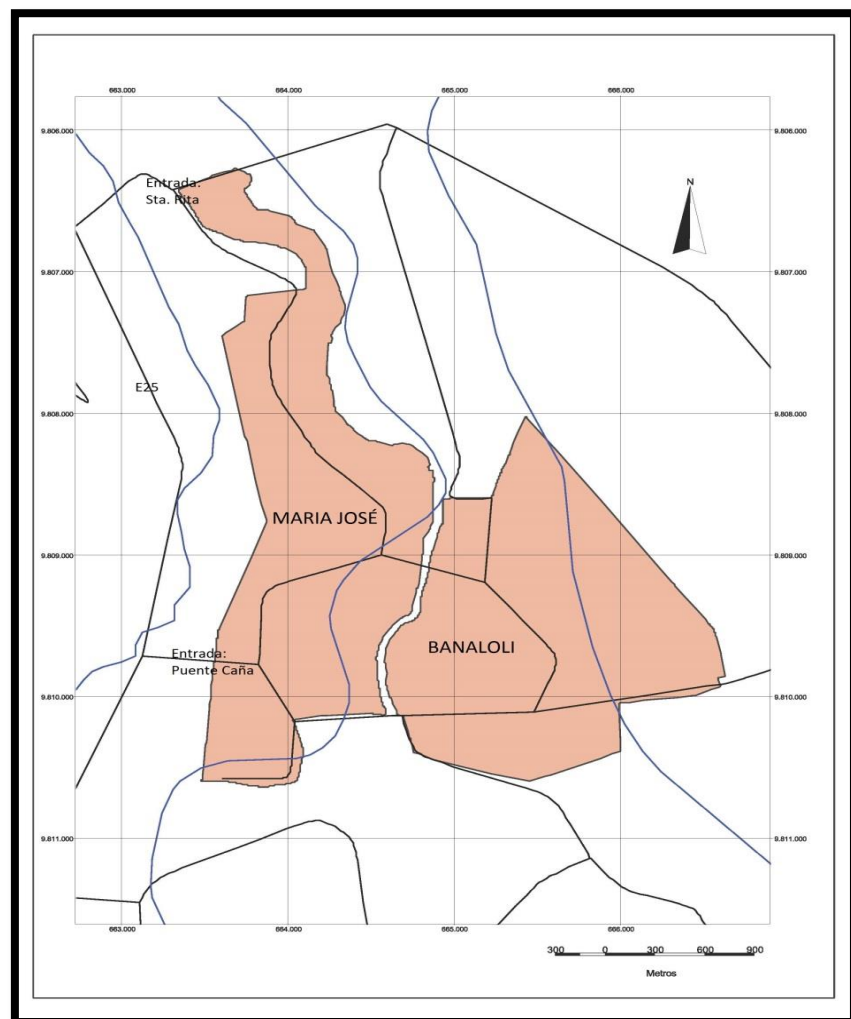 663.000 664.000 665.000 666.000
9.806.000 9.806.000
N
Entrada:
Sta. Rita
9.807.000 9.807.000
E25
9.808.000 9.808.000
MARIA JOSÉ
9.809.000 9.809.000
BANALOLI
Entrada:
Puente Caña
9.810.000 9.810.000
9.811.000 9.811.000
663.000 664.000 665.000 666.000
300 0 300 600 900
Metros